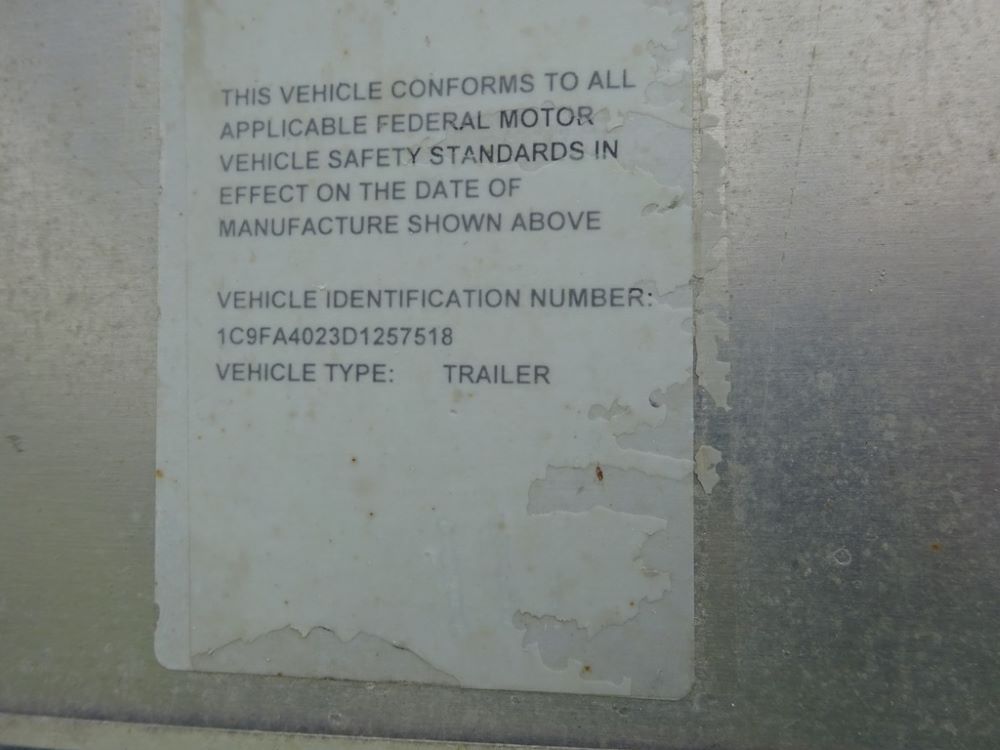 THIS VEHICLE CONFORMS TO ALL
APPLICABLE FEDERAL MOTOR
VEHICLE SAFETY STANDARDS IN
EFFECT ON THE DATE OF
MANUFACTURE SHOWN ABOVE
VEHICLE IDENTIFICATION NUMBER:
1C9FA4023D1257518
VEHICLE TYPE: TRAILER